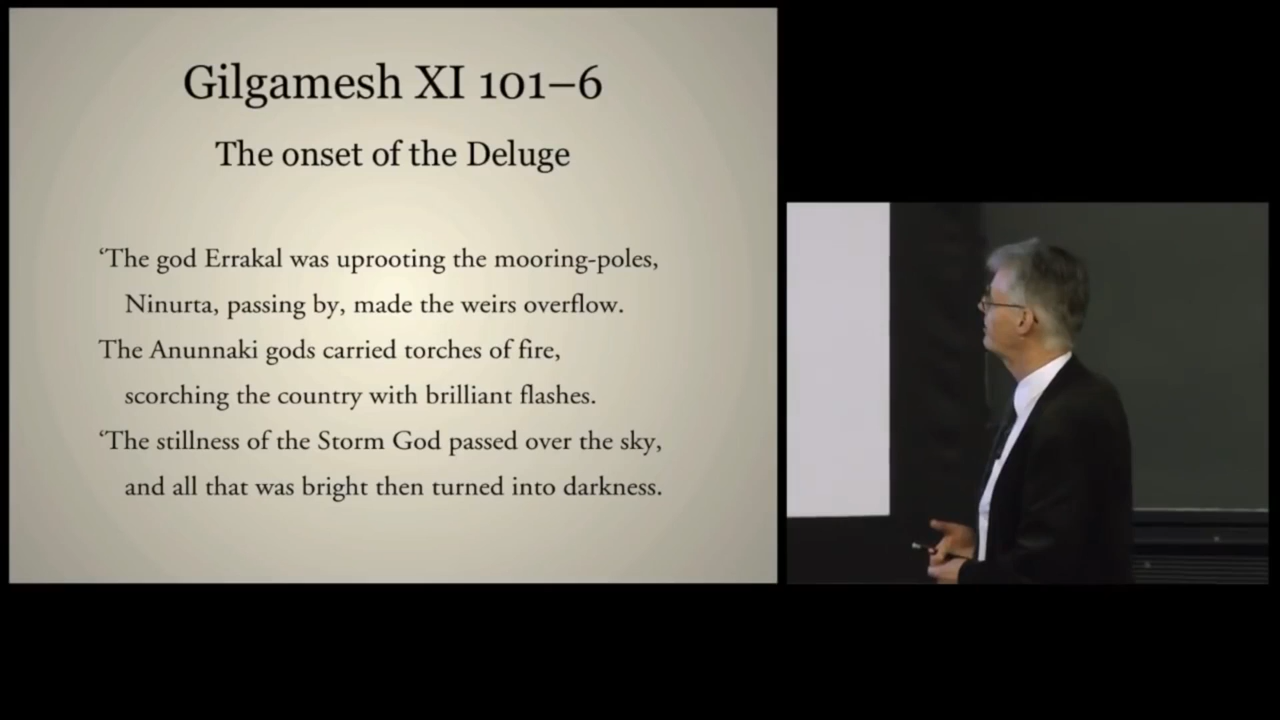 Gilgamesh XI 101–6
The onset of the Deluge
‘The god Errakal was uprooting the mooring-poles,
Ninurta, passing by, made the weirs overflow.
The Anunnaki gods carried torches of fire,
scorching the country with brilliant flashes.
‘The stillness of the Storm God passed over the sky,
and all that was bright then turned into darkness.